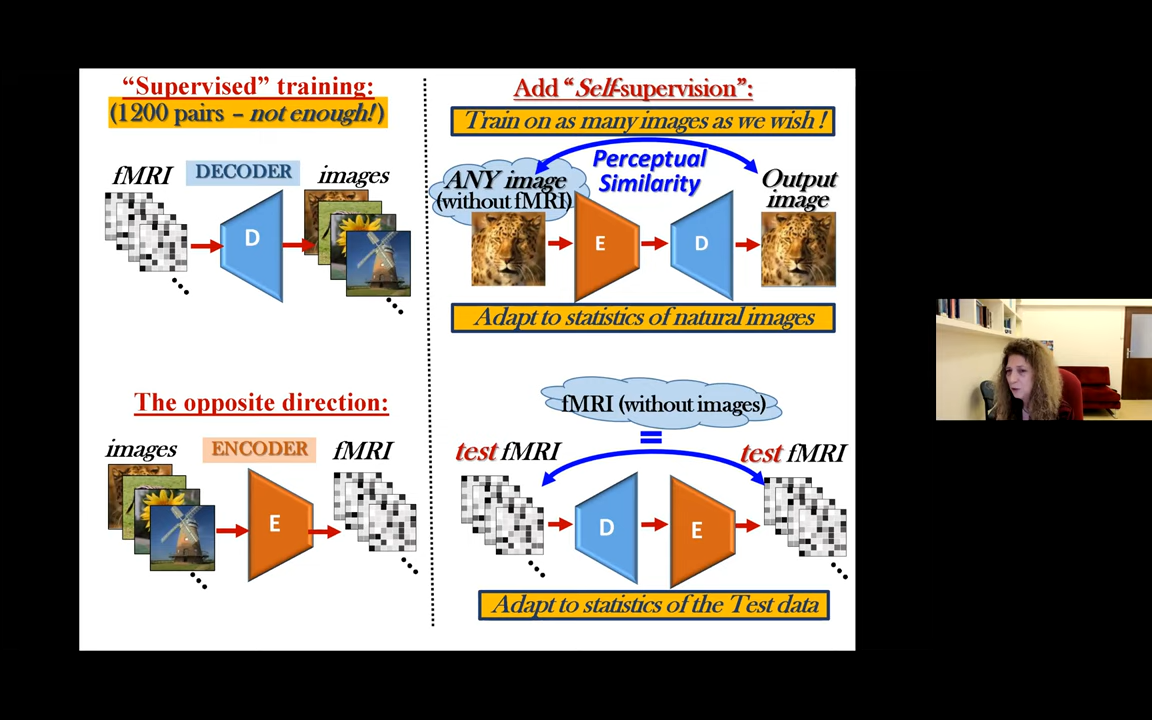 “Supervised” training:
(1200 pairs – not enough!)
fMRI
DECODER
images
D
The opposite direction:
images
ENCODER
fMRI
E
Add “Self-supervision”:
Train on as many images as we wish !
Perceptual
Similarity
ANY image
(without fMRI)
Output
image
E
D
Adapt to statistics of natural images
fMRI (without images)
=
test fMRI
test fMRI
D
E
Adapt to statistics of the Test data